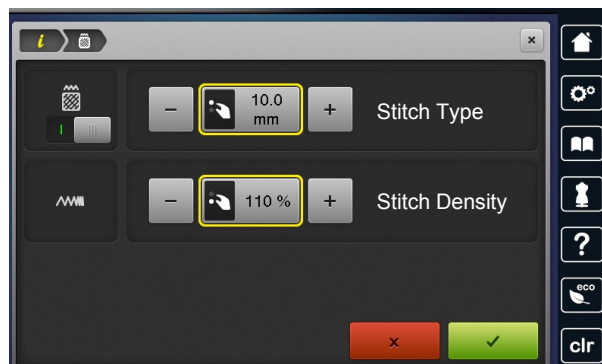 i
×
10.0
mm
Stitch Type
110 %
Stitch Density
?
eco
clr